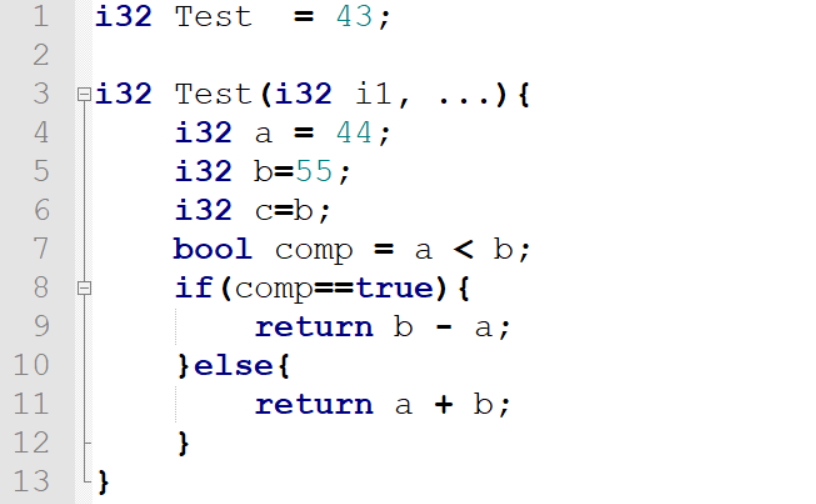 1 i32 Test  = 43;
2
3 i32 Test(i32 i1, ...){
4     i32 a = 44;
5     i32 b=55;
6     i32 c=b;
7     bool comp = a < b;
8     if(comp==true){
9         return b - a;
10     }else{
11         return a + b;
12     }
13 }